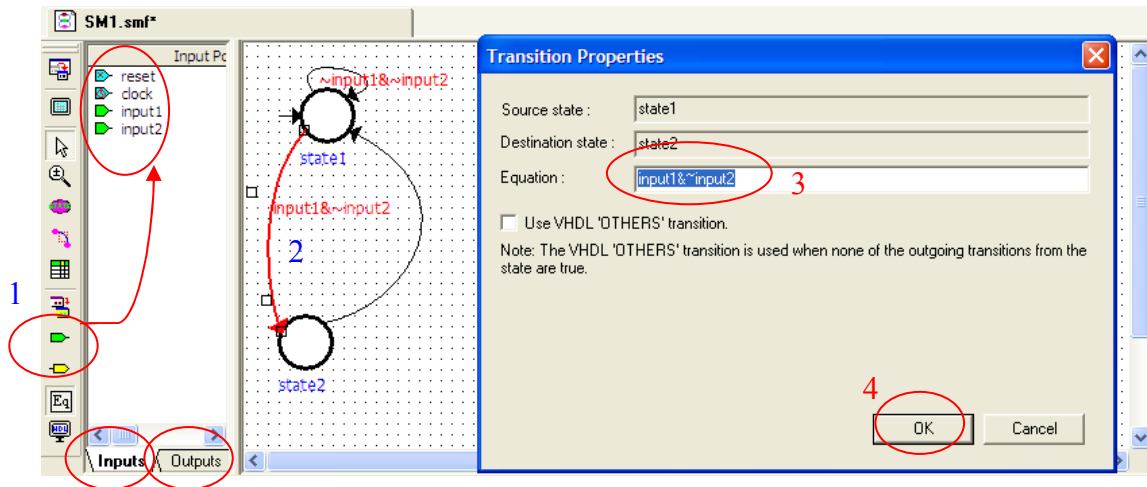 SM1.smf*
Input Po
reset
clock
input1
input2
1
Eq
HDL
Inputs
Outputs
~input1&~input2
state1
input1&~input2
2
state2
Transition Properties
Source state :
state1
Destination state :
state2
Equation :
input1&~input2
3
Use VHDL 'OTHERS' transition.
Note: The VHDL 'OTHERS' transition is used when none of the outgoing transitions from the
state are true.
4
OK
Cancel